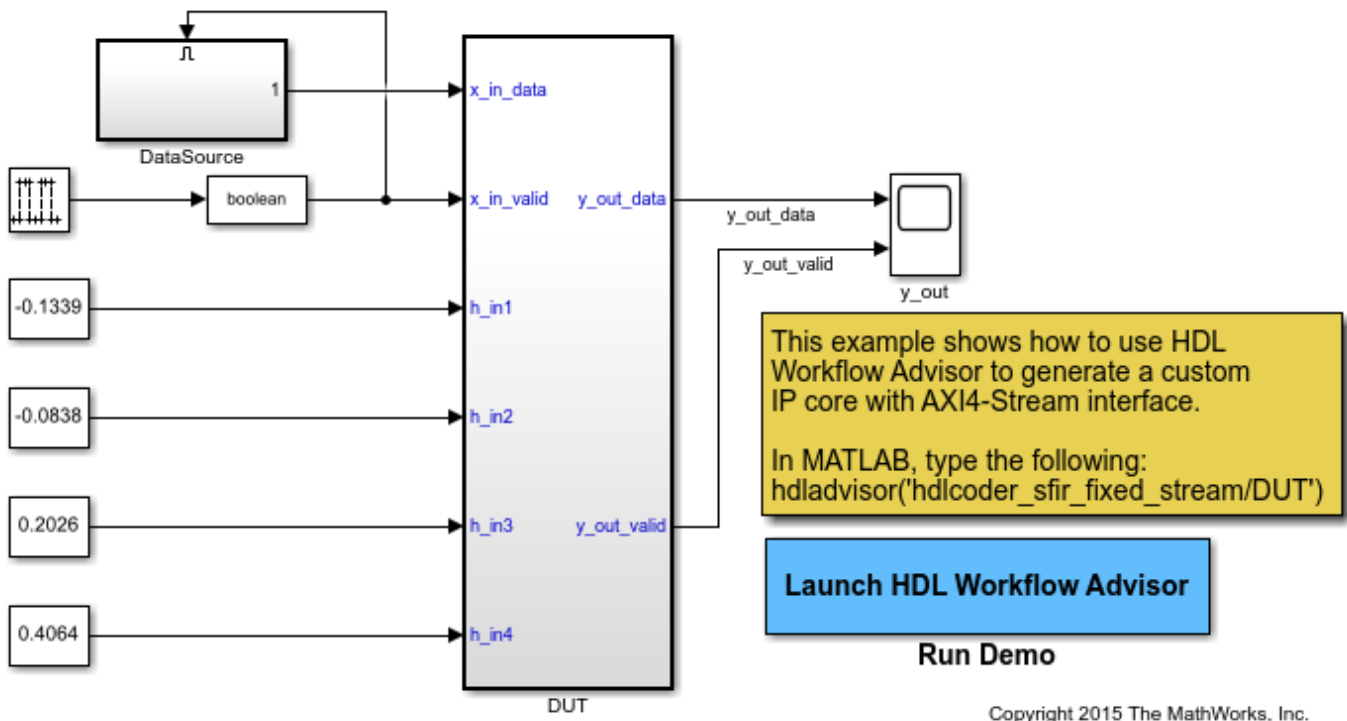 1
DataSource
boolean
x_in_data
x_in_valid
y_out_data
y_out_data
y_out_valid
y_out
-0.1339
h_in1
-0.0838
h_in2
0.2026
h_in3
y_out_valid
0.4064
h_in4
DUT
This example shows how to use HDL
Workflow Advisor to generate a custom
IP core with AXI4-Stream interface.
In MATLAB, type the following:
hdladvisor('hdlcoder_sfir_fixed_stream/DUT')
Launch HDL Workflow Advisor
Run Demo
Copyright 2015 The MathWorks, Inc.